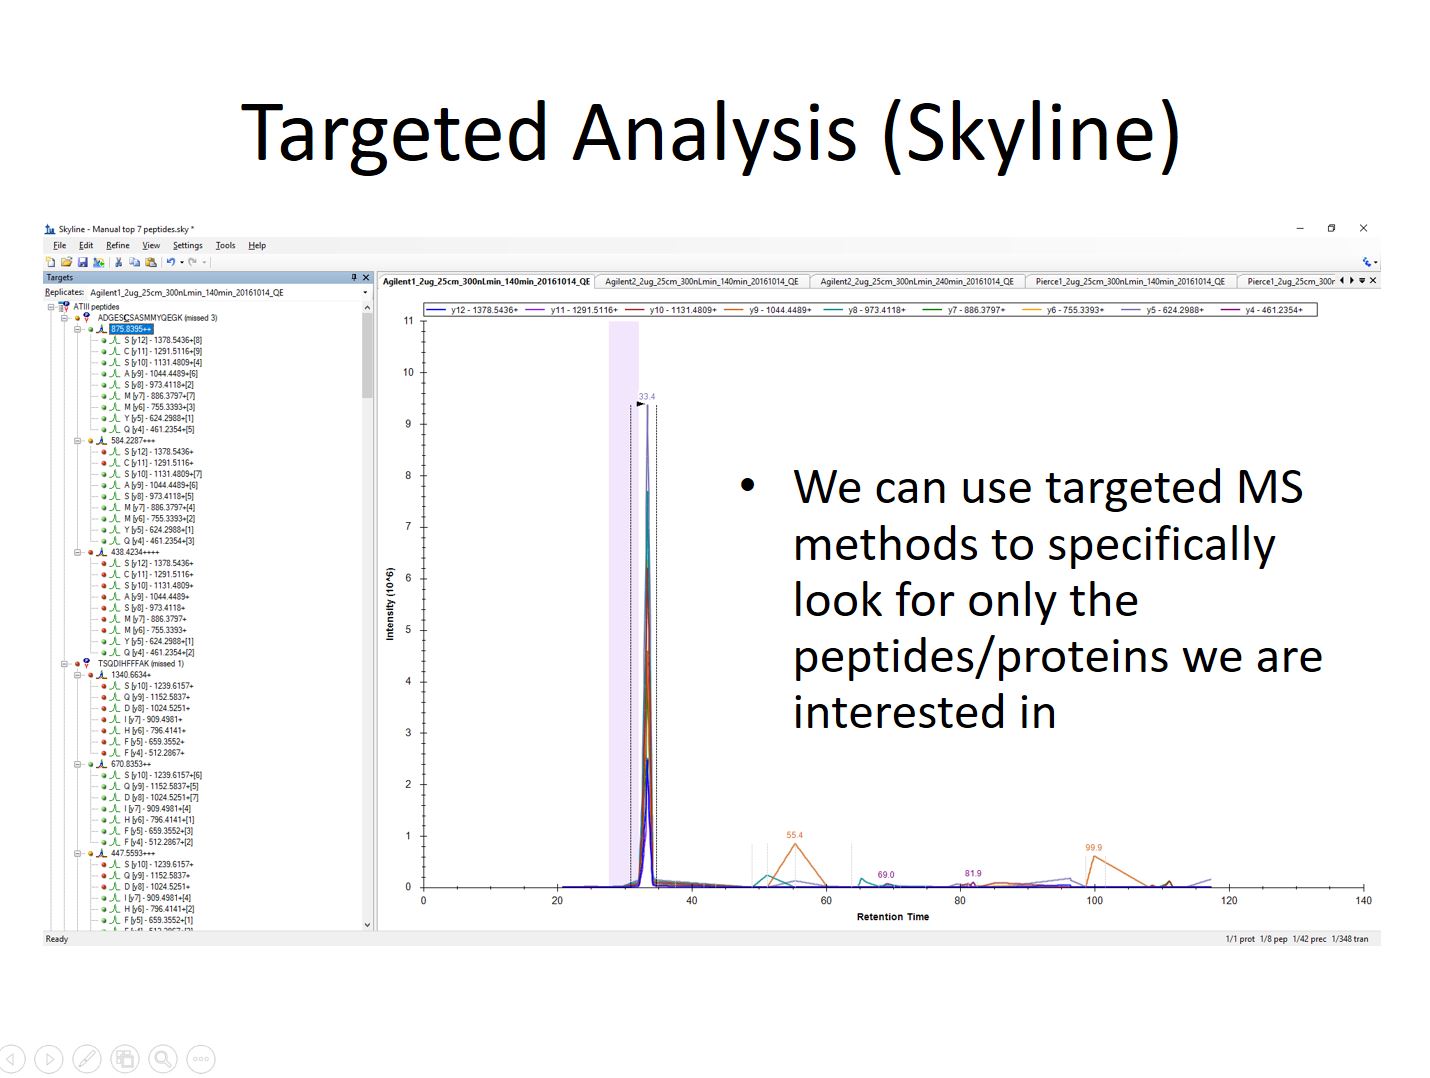 Targeted Analysis (Skyline)
Skyline - Manual top 7 peptides.sky *
File Edit Refine View Settings Tools Help
Targets
Replicates: Agilent1_2ug_25cm_300nLmin_140min_20161014_QE
ATIII peptides
ADGESCSASMMYQEGK (missed 3)
875.8395++
S [y12] - 1378.5436+[8]
C [y11] - 1291.5116+[9]
S [y10] - 1131.4809+[4]
A [y9] - 1044.4489+[6]
S [y8] - 973.4118+[2]
M [y7] - 886.3797+[7]
M [y6] - 755.3393+[3]
Y [y5] - 624.2988+[1]
Q [y4] - 461.2354+[5]
584.2287+++
S [y12] - 1378.5436+
C [y11] - 1291.5116+
S [y10] - 1131.4809+[7]
A [y9] - 1044.4489+[6]
S [y8] - 973.4118+[5]
M [y7] - 886.3797+[4]
M [y6] - 755.3393+[2]
Y [y5] - 624.2988+[1]
Q [y4] - 461.2354+[3]
438.4234++++
S [y12] - 1378.5436+
C [y11] - 1291.5116+
S [y10] - 1131.4809+
A [y9] - 1044.4489+
S [y8] - 973.4118+
M [y7] - 886.3797+
M [y6] - 755.3393+
Y [y5] - 624.2988+[1]
Q [y4] - 461.2354+[2]
TSQDIHFFFAK (missed 1)
1340.6634+
S [y10] - 1239.6157+
Q [y9] - 1152.5837+
D [y8] - 1024.5251+
I [y7] - 909.4981+
H [y6] - 796.4141+
F [y5] - 659.3552+
F [y4] - 512.2867+
670.8353++
S [y10] - 1239.6157+[6]
Q [y9] - 1152.5837+[5]
D [y8] - 1024.5251+[7]
I [y7] - 909.4981+[4]
H [y6] - 796.4141+[1]
F [y5] - 659.3552+[3]
F [y4] - 512.2867+[2]
447.5593+++
S [y10] - 1239.6157+
Q [y9] - 1152.5837+
D [y8] - 1024.5251+
I [y7] - 909.4981+[4]
H [y6] - 796.4141+[2]
F [y5] - 659.3552+[1]
Agilent1_2ug_25cm_300nLmin_140min_20161014_QE Agilent2_2ug_25cm_300nLmin_140min_20161014_QE Agilent2_2ug_25cm_300nLmin_240min_20161014_QE Pierce1_2ug_25cm_300nLmin_140min_20161014_QE Pierce1_2ug_25cm_300r
y12 - 1378.5436+ y11 - 1291.5116+ y10 - 1131.4809+ y9 - 1044.4489+ y8 - 973.4118+ y7 - 886.3797+ y6 - 755.3393+ y5 - 624.2988+ y4 - 461.2354+
11
10
9
8
7
6
5
4
3
2
1
0
Intensity (10^6)
33.4
55.4
69.0
81.9
99.9
0 20 40 60 80 100 120 140
Retention Time
• We can use targeted MS
methods to specifically
look for only the
peptides/proteins we are
interested in
Ready
1/1 prot 1/8 pep 1/42 prec 1/348 tran